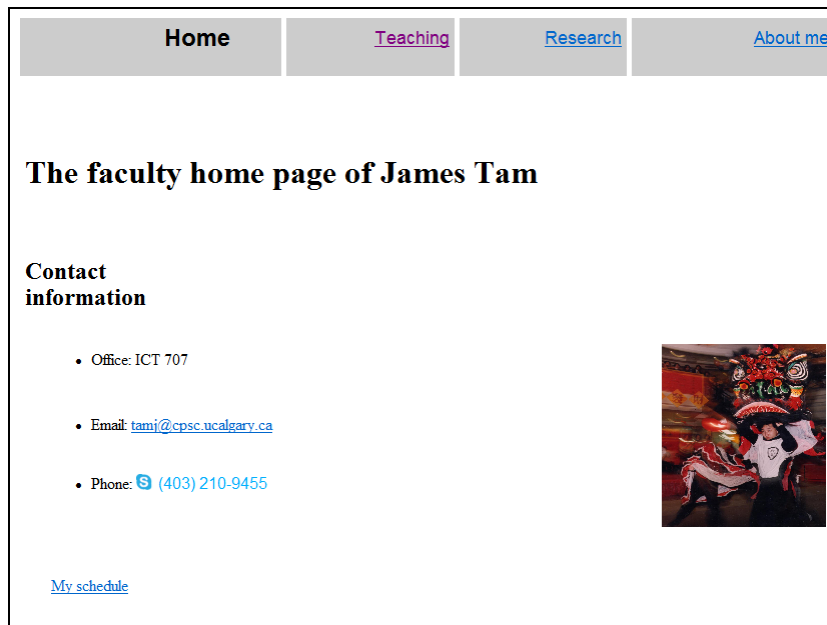 Home Teaching Research About me
The faculty home page of James Tam
Contact
information
• Office: ICT 707
• Email: tamj@cpsc.ucalgary.ca
• Phone: (403) 210-9455
My schedule